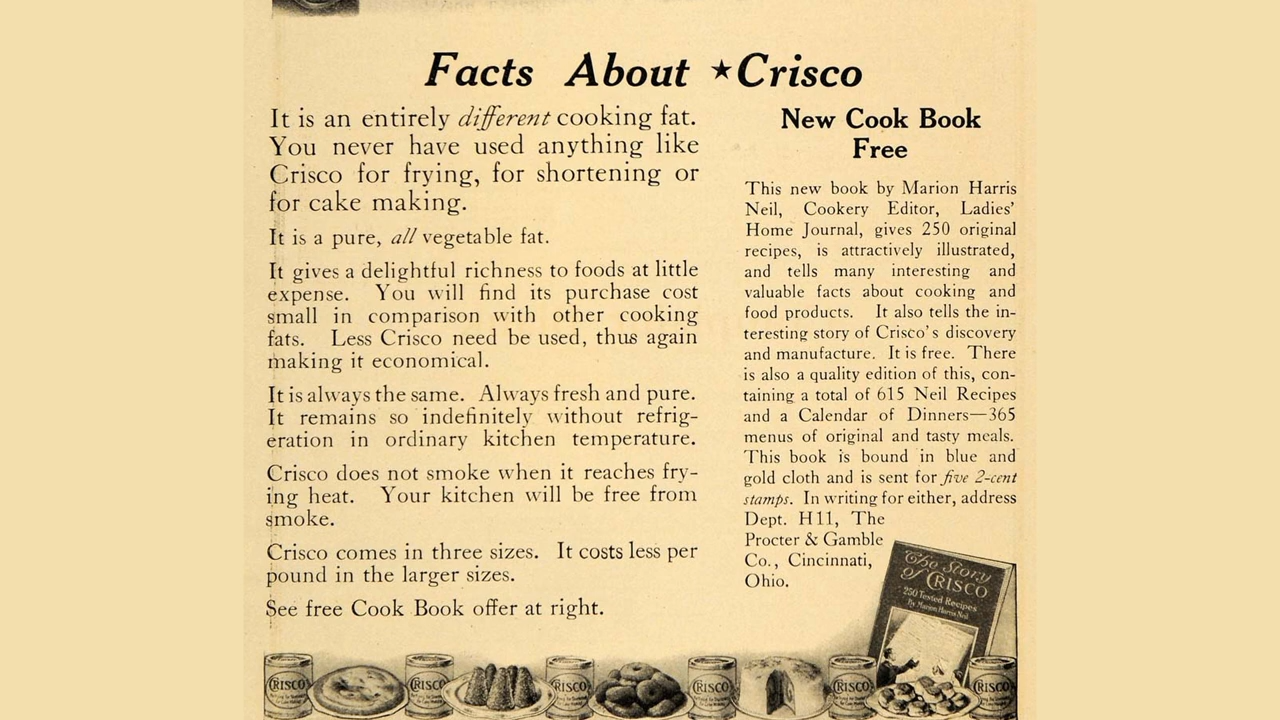 Facts About ★Crisco
It is an entirely different cooking fat.
You never have used anything like
Crisco for frying, for shortening or
for cake making.
It is a pure, all vegetable fat.
It gives a delightful richness to foods at little
expense. You will find its purchase cost
small in comparison with other cooking
fats. Less Crisco need be used, thus again
making it economical.
It is always the same. Always fresh and pure.
It remains so indefinitely without refrig-
eration in ordinary kitchen temperature.
Crisco does not smoke when it reaches fry-
ing heat. Your kitchen will be free from
smoke.
Crisco comes in three sizes. It costs less per
pound in the larger sizes.
See free Cook Book offer at right.
New Cook Book
Free
This new book by Marion Harris
Neil, Cookery Editor, Ladies'
Home Journal, gives 250 original
recipes, is attractively illustrated,
and tells many interesting and
valuable facts about cooking and
food products. It also tells the in-
teresting story of Crisco's discovery
and manufacture. It is free. There
is also a quality edition of this, con-
taining a total of 615 Neil Recipes
and a Calendar of Dinners—365
menus of original and tasty meals.
This book is bound in blue and
gold cloth and is sent for five 2-cent
stamps. In writing for either, address
Dept. H11, The
Procter & Gamble
Co., Cincinnati,
Ohio.
The Story
of CRISCO
250 Tested Recipes
By Marion Harris Neil
CRISCO
CRISCO
CRISCO
CRISCO
CRISCO
CRISCO